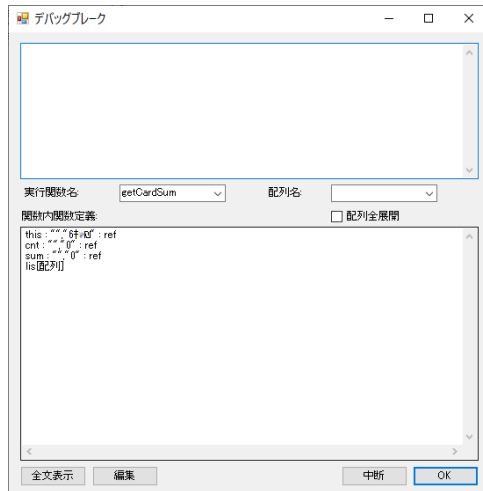 デバッグブレーク
実行関数名:
getCardSum
配列名:
関数内関数定義:
配列全展開
this : "",
: ref
cnt : "","0" : ref
sum : "","0" : ref
lis[配列]
全文表示
編集
中断
OK